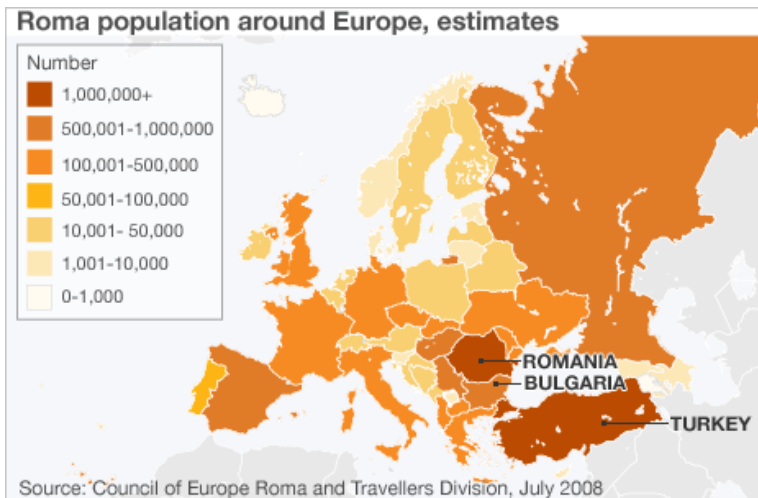 Roma population around Europe, estimates
Number
1,000,000+
500,001-1,000,000
100,001-500,000
50,001-100,000
10,001- 50,000
1,001-10,000
0-1,000
ROMANIA
BULGARIA
TURKEY
Source: Council of Europe Roma and Travellers Division, July 2008